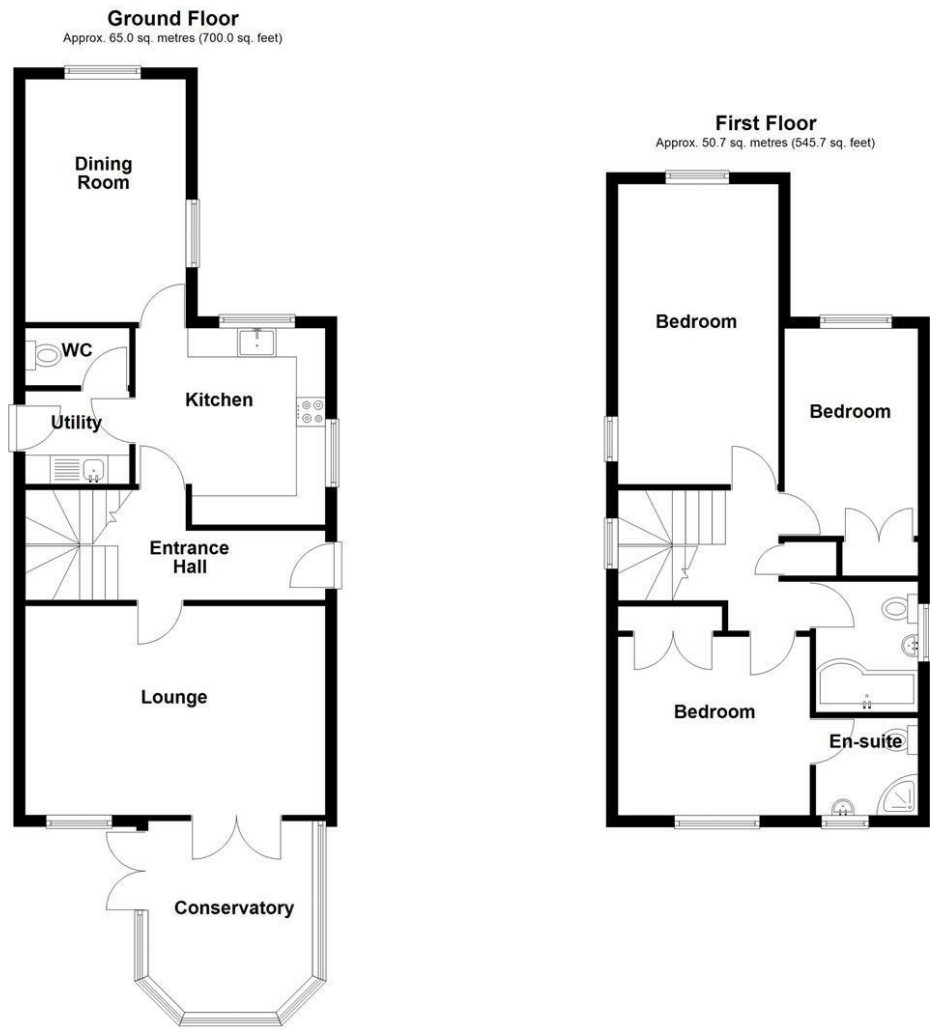 Ground Floor
Approx. 65.0 sq. metres (700.0 sq. feet)
Dining
Room
WC
Kitchen
Utility
Entrance
Hall
Lounge
Conservatory
First Floor
Approx. 50.7 sq. metres (545.7 sq. feet)
Bedroom
Bedroom
Bedroom
En-suite